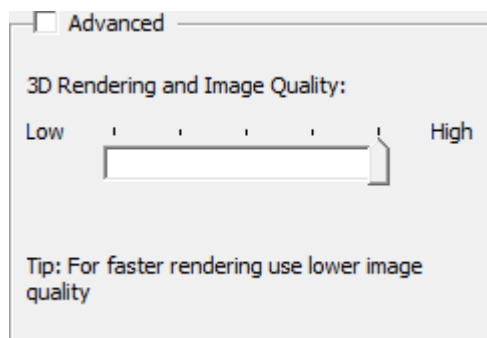 Advanced
3D Rendering and Image Quality:
Low High
Tip: For faster rendering use lower image
quality